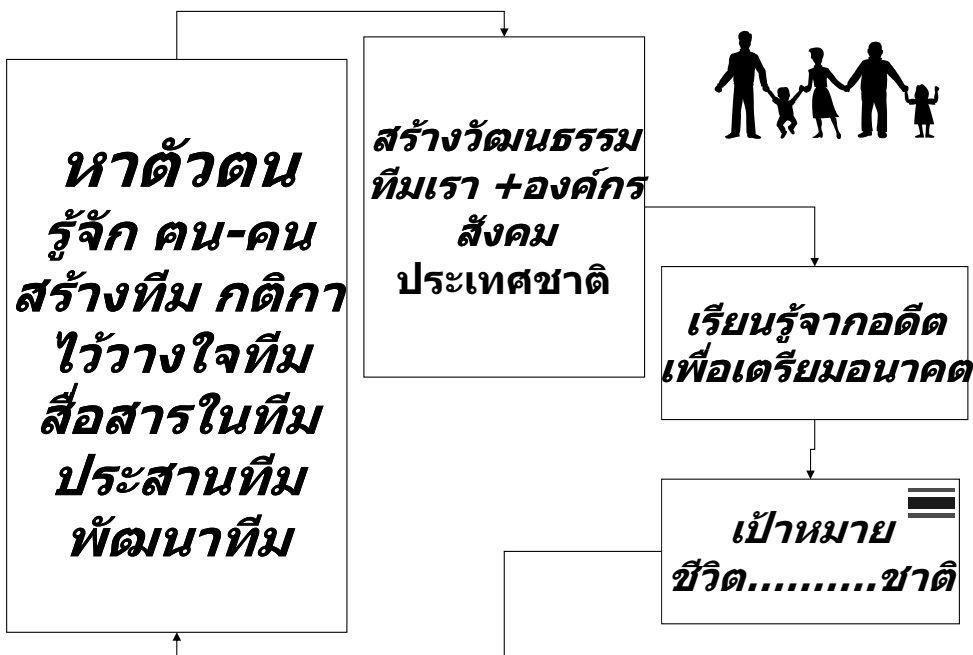 หาตัวตน
รู้จัก ตน-คน
สร้างทีม กติกา
ไว้วางใจทีม
สื่อสารในทีม
ประสานทีม
พัฒนาทีม
สร้างวัฒนธรรม
ทีมเรา +องค์กร
สังคม
ประเทศชาติ
เรียนรู้จากอดีต
เพื่อเตรียมอนาคต
เป้าหมาย
ชีวิต..........ชาติ